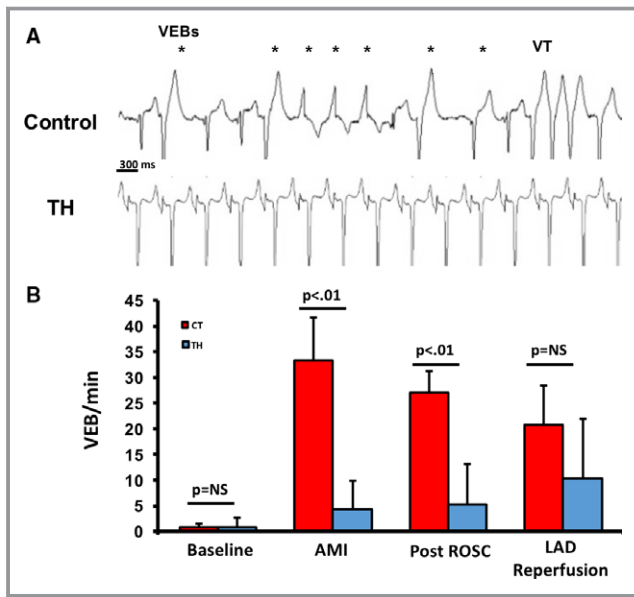 A
VEBs
* * * * * * *
VT
Control
300 ms
TH
B
45
40
35
30
25
20
15
10
5
0
VEB/min
CT
TH
p=NS
p<.01
p<.01
p=NS
Baseline
AMI
Post ROSC
LAD
Reperfusion